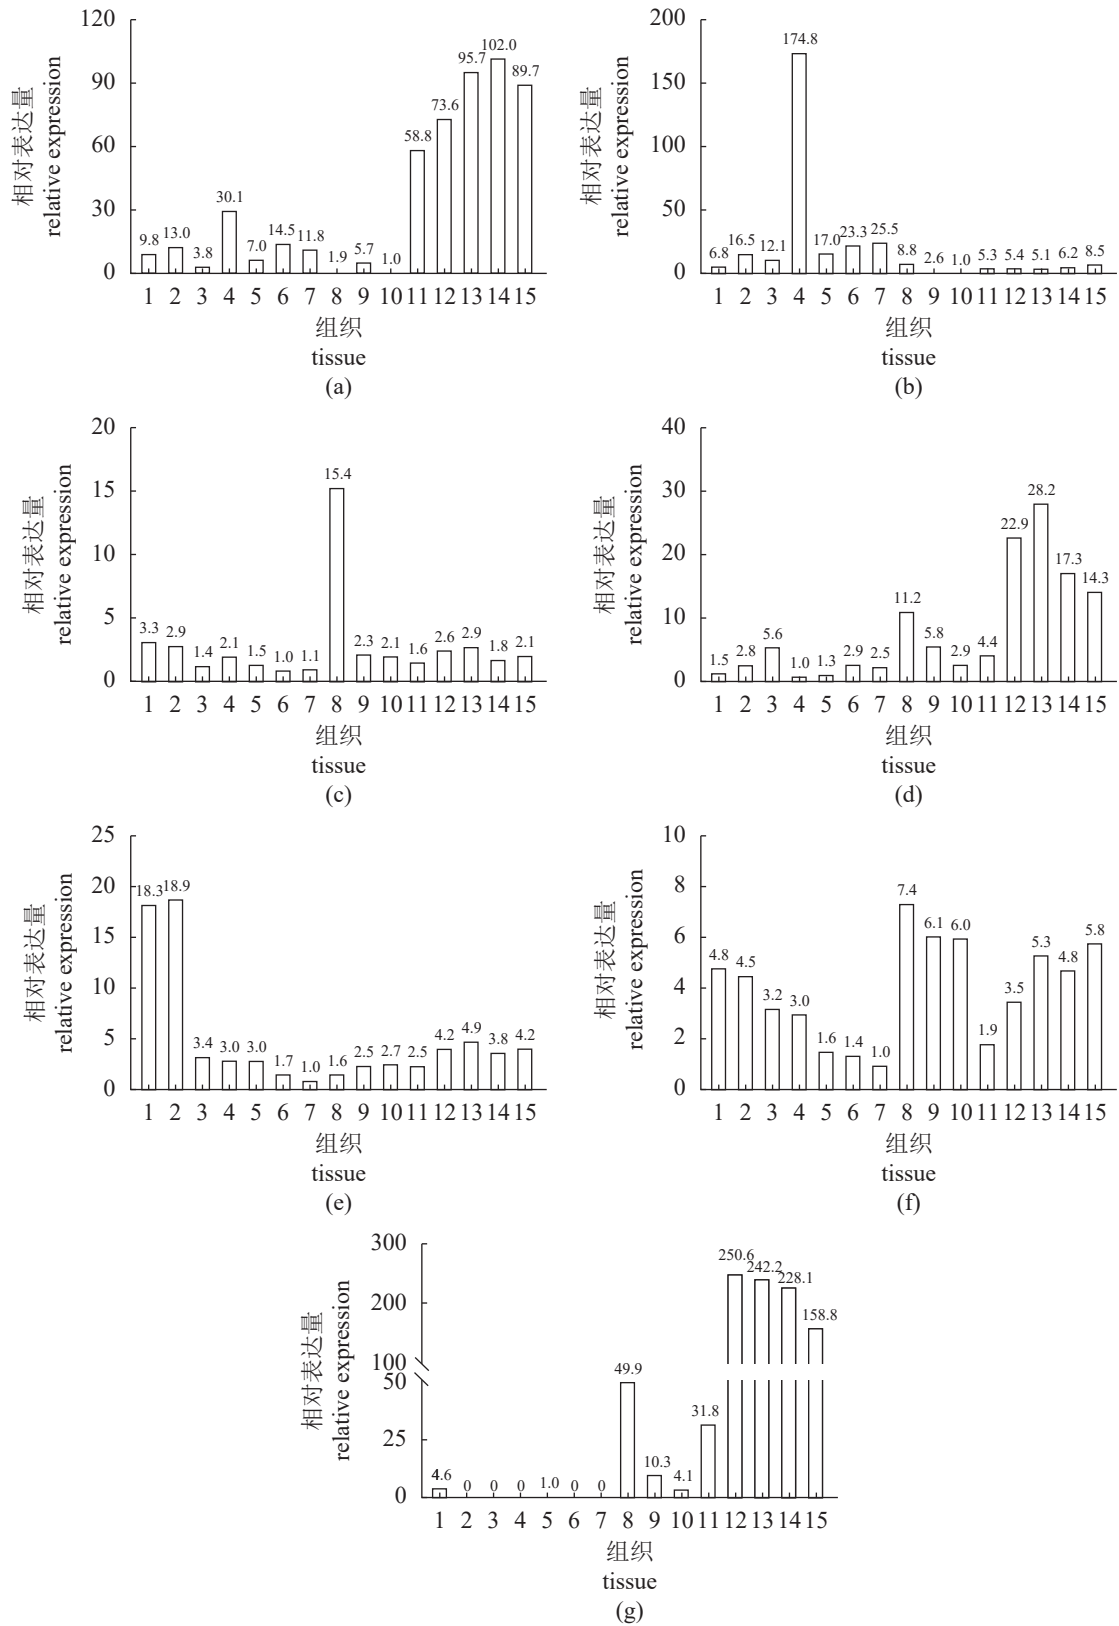 120
90
60
30
0
相对表达量
relative expression
9.8 13.0 3.8 30.1 7.0 14.5 11.8 1.9 5.7 1.0 58.8 73.6 95.7 102.0 89.7
1 2 3 4 5 6 7 8 9 10 11 12 13 14 15
组织
tissue
(a)
200
150
100
50
0
相对表达量
relative expression
6.8 16.5 12.1 174.8 17.0 23.3 25.5 8.8 2.6 1.0 5.3 5.4 5.1 6.2 8.5
1 2 3 4 5 6 7 8 9 10 11 12 13 14 15
组织
tissue
(b)
20
15
10
5
0
相对表达量
relative expression
3.3 2.9 1.4 2.1 1.5 1.0 1.1 15.4 2.3 2.1 1.6 2.6 2.9 1.8 2.1
1 2 3 4 5 6 7 8 9 10 11 12 13 14 15
组织
tissue
(c)
40
30
20
10
0
相对表达量
relative expression
1.5 2.8 5.6 1.0 1.3 2.9 2.5 11.2 5.8 2.9 4.4 22.9 28.2 17.3 14.3
1 2 3 4 5 6 7 8 9 10 11 12 13 14 15
组织
tissue
(d)
25
20
15
10
5
0
相对表达量
relative expression
18.3 18.9 3.4 3.0 3.0 1.7 1.0 1.6 2.5 2.7 2.5 4.2 4.9 3.8 4.2
1 2 3 4 5 6 7 8 9 10 11 12 13 14 15
组织
tissue
(e)
10
8
6
4
2
0
相对表达量
relative expression
4.8 4.5 3.2 3.0 1.6 1.4 1.0 7.4 6.1 6.0 1.9 3.5 5.3 4.8 5.8
1 2 3 4 5 6 7 8 9 10 11 12 13 14 15
组织
tissue
(f)
300
200
100
50
25
0
相对表达量
relative expression
4.6 0 0 0 1.0 0 0 49.9 10.3 4.1 31.8 250.6 242.2 228.1 158.8
1 2 3 4 5 6 7 8 9 10 11 12 13 14 15
组织
tissue
(g)